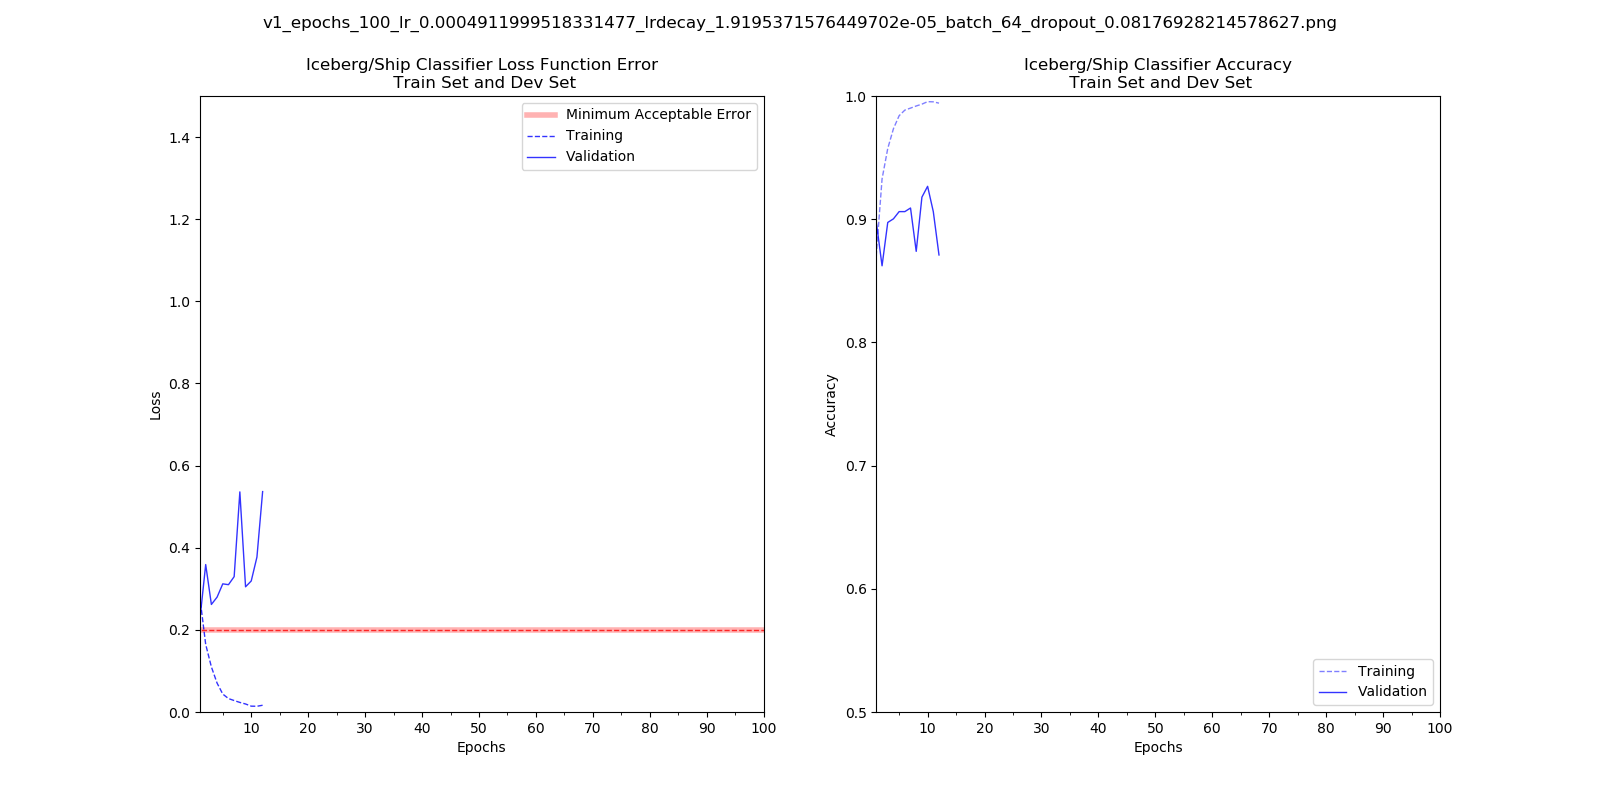 v1_epochs_100_lr_0.0004911999518331477_lrdecay_1.9195371576449702e-05_batch_64_dropout_0.08176928214578627.png
Iceberg/Ship Classifier Loss Function Error
Train Set and Dev Set
Minimum Acceptable Error
Training
Validation
1.4
1.2
1.0
0.8
0.6
0.4
0.2
0.0
Loss
10 20 30 40 50 60 70 80 90 100
Epochs
Iceberg/Ship Classifier Accuracy
Train Set and Dev Set
1.0
0.9
0.8
0.7
0.6
0.5
Accuracy
Training
Validation
10 20 30 40 50 60 70 80 90 100
Epochs